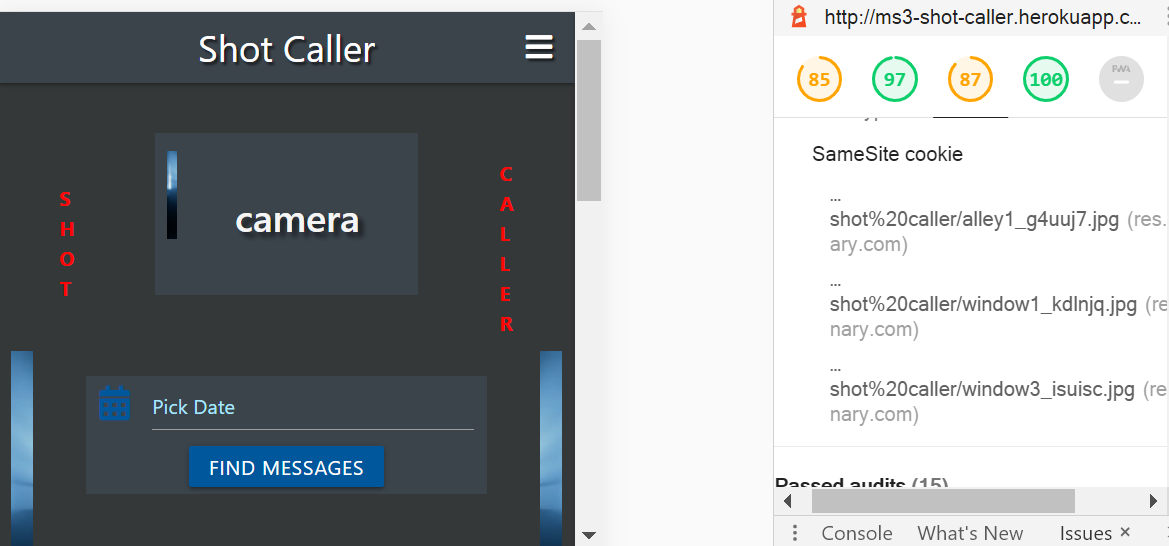 Shot Caller
camera
S
H
O
T
C
A
L
L
E
R
Pick Date
FIND MESSAGES
http://ms3-shot-caller.herokuapp.c...
85
97
87
100
PWA
SameSite cookie
...
shot%20caller/alley1_g4uuj7.jpg (res.
ary.com)
...
shot%20caller/window1_kdlnjq.jpg (re
nary.com)
...
shot%20caller/window3_isuisc.jpg (re
nary.com)
Passed audits (15)
Console What's New Issues ×